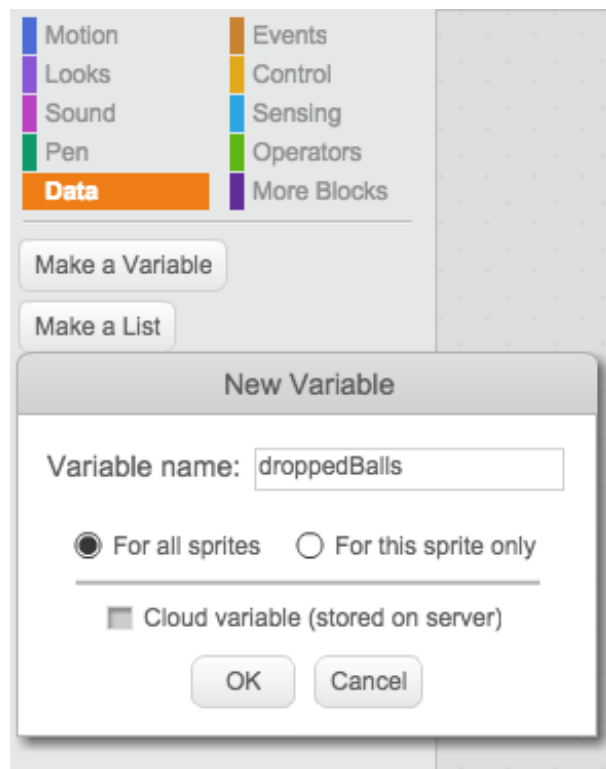 Motion Events
Looks Control
Sound Sensing
Pen Operators
Data More Blocks
Make a Variable
Make a List
New Variable
Variable name: droppedBalls
For all sprites For this sprite only
Cloud variable (stored on server)
OK Cancel